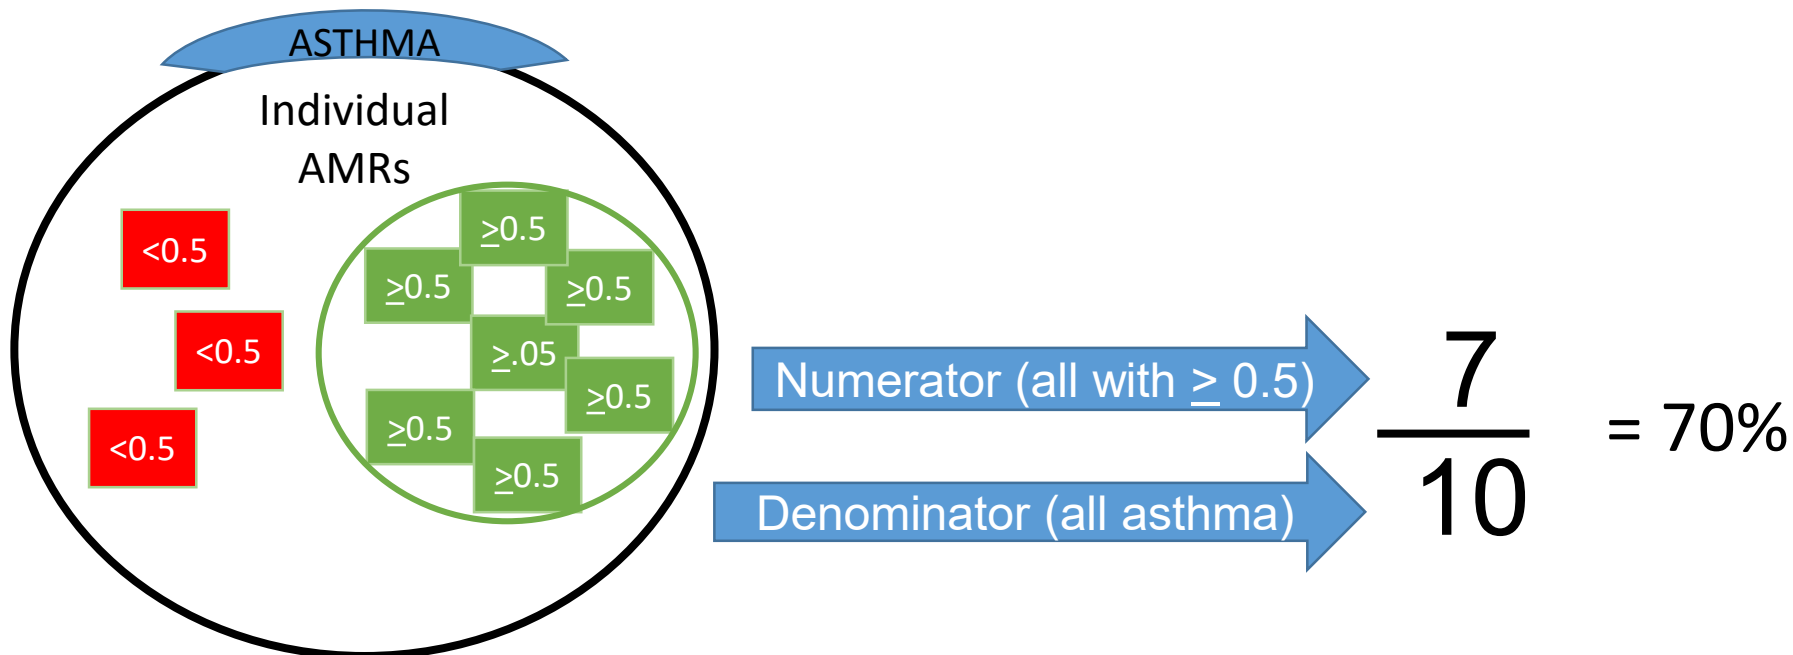 ASTHMA
Individual
AMRs
<0.5
≥0.5
≥0.5
≥0.5
<0.5
≥.05
≥0.5
<0.5
≥0.5
≥0.5
Numerator (all with ≥ 0.5)
Denominator (all asthma)
7
10
= 70%